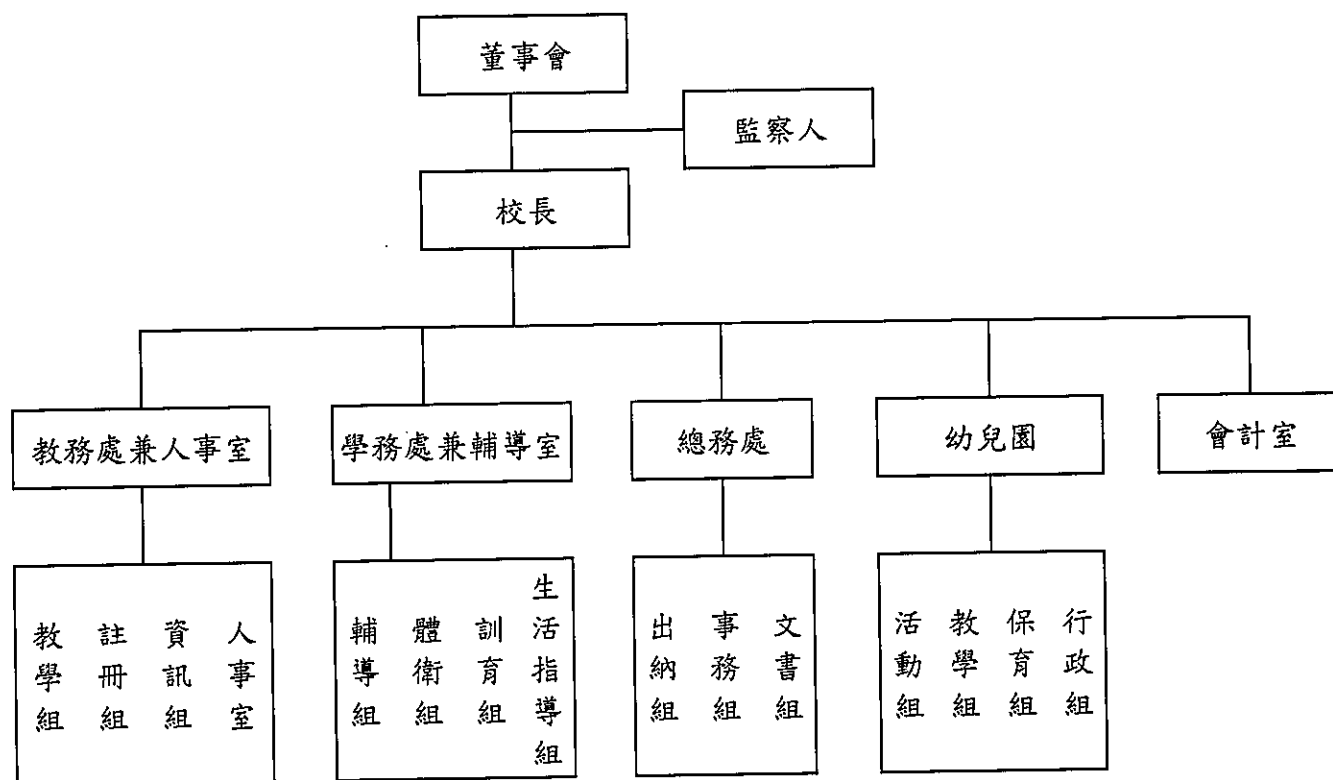 董事會
監察人
校長
教務處兼人事室
學務處兼輔導室
總務處
幼兒園
會計室
教學組
註冊組
資訊組
人事室
輔導組
體衛組
訓育組
生活指導組
出納組
事務組
文書組
活動組
教學組
保育組
行政組